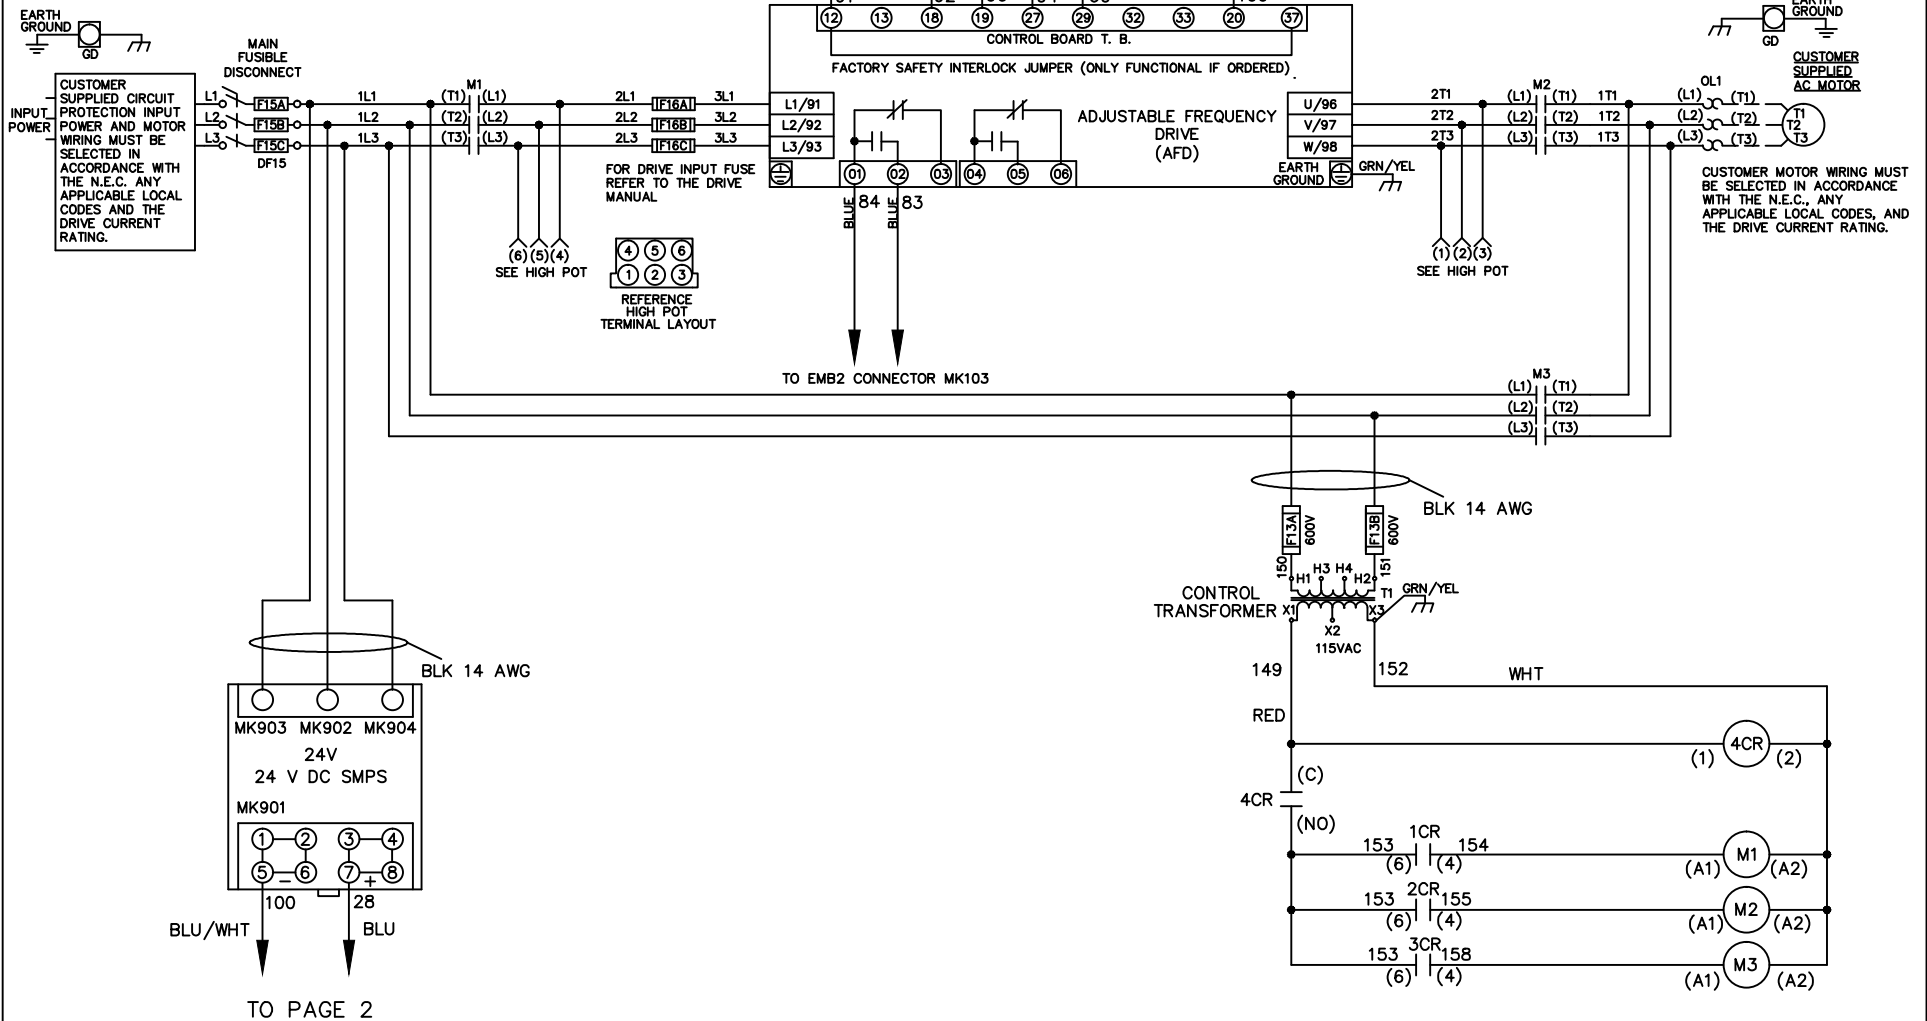 EARTH
GROUND
GD
MAIN
FUSIBLE
DISCONNECT
INPUT
POWER
CUSTOMER
SUPPLIED CIRCUIT
PROTECTION INPUT
POWER AND MOTOR
WIRING MUST BE
SELECTED IN
ACCORDANCE WITH
THE N.E.C. ANY
APPLICABLE LOCAL
CODES AND THE
DRIVE CURRENT
RATING.
L1 F15A 1L1 (T1) M1 (L1) 2L1 F16A 3L1 L1/91
L2 F15B 1L2 (T2) (L2) 2L2 F16B 3L2 L2/92
L3 F15C 1L3 (T3) (L3) 2L3 F16C 3L3 L3/93
DF15
FOR DRIVE INPUT FUSE
REFER TO THE DRIVE
MANUAL
(6) (5) (4)
SEE HIGH POT
4 5 6
1 2 3
REFERENCE
HIGH POT
TERMINAL LAYOUT
12 13 18 19 27 29 32 33 20 37
CONTROL BOARD T. B.
FACTORY SAFETY INTERLOCK JUMPER (ONLY FUNCTIONAL IF ORDERED)
ADJUSTABLE FREQUENCY
DRIVE
(AFD)
01 02 03 04 05 06
BLUE 84 BLUE 83
TO EMB2 CONNECTOR MK103
EARTH
GROUND
GRN/YEL
U/96 2T1 (L1) M2 (T1) 1T1 (L1) OL1 (T1)
V/97 2T2 (L2) (T2) 1T2 (L2) (T2)
W/98 2T3 (L3) (T3) 1T3 (L3) (T3)
T1
T2
T3
(1) (2) (3)
SEE HIGH POT
GROUND
GD
CUSTOMER
SUPPLIED
AC MOTOR
CUSTOMER MOTOR WIRING MUST
BE SELECTED IN ACCORDANCE
WITH THE N.E.C., ANY
APPLICABLE LOCAL CODES, AND
THE DRIVE CURRENT RATING.
M3
(L1) (T1)
(L2) (T2)
(L3) (T3)
BLK 14 AWG
F13A 600V F13B 600V
150 151
H1 H3 H4 H2
CONTROL
TRANSFORMER
T1
GRN/YEL
X1 X2 X3
115VAC
149 152 WHT
RED
(1) 4CR (2)
(C)
4CR
(NO)
153 1CR 154
(6) (4) (A1) M1 (A2)
153 2CR 155
(6) (4) (A1) M2 (A2)
153 3CR 158
(6) (4) (A1) M3 (A2)
BLK 14 AWG
MK903 MK902 MK904
24V
24 V DC SMPS
MK901
1 2 3 4
5 6 7 8
- +
100 28
BLU/WHT BLU
TO PAGE 2